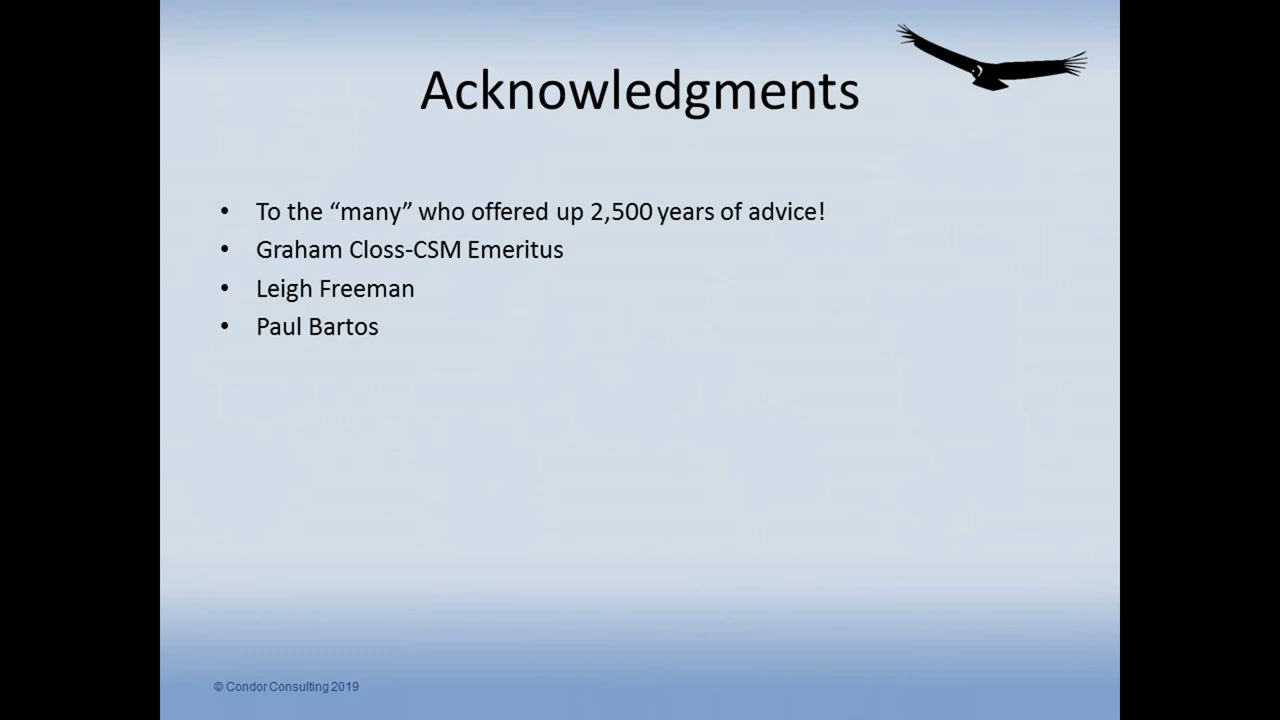 Acknowledgments
• To the “many” who offered up 2,500 years of advice!
• Graham Closs-CSM Emeritus
• Leigh Freeman
• Paul Bartos
© Condor Consulting 2019